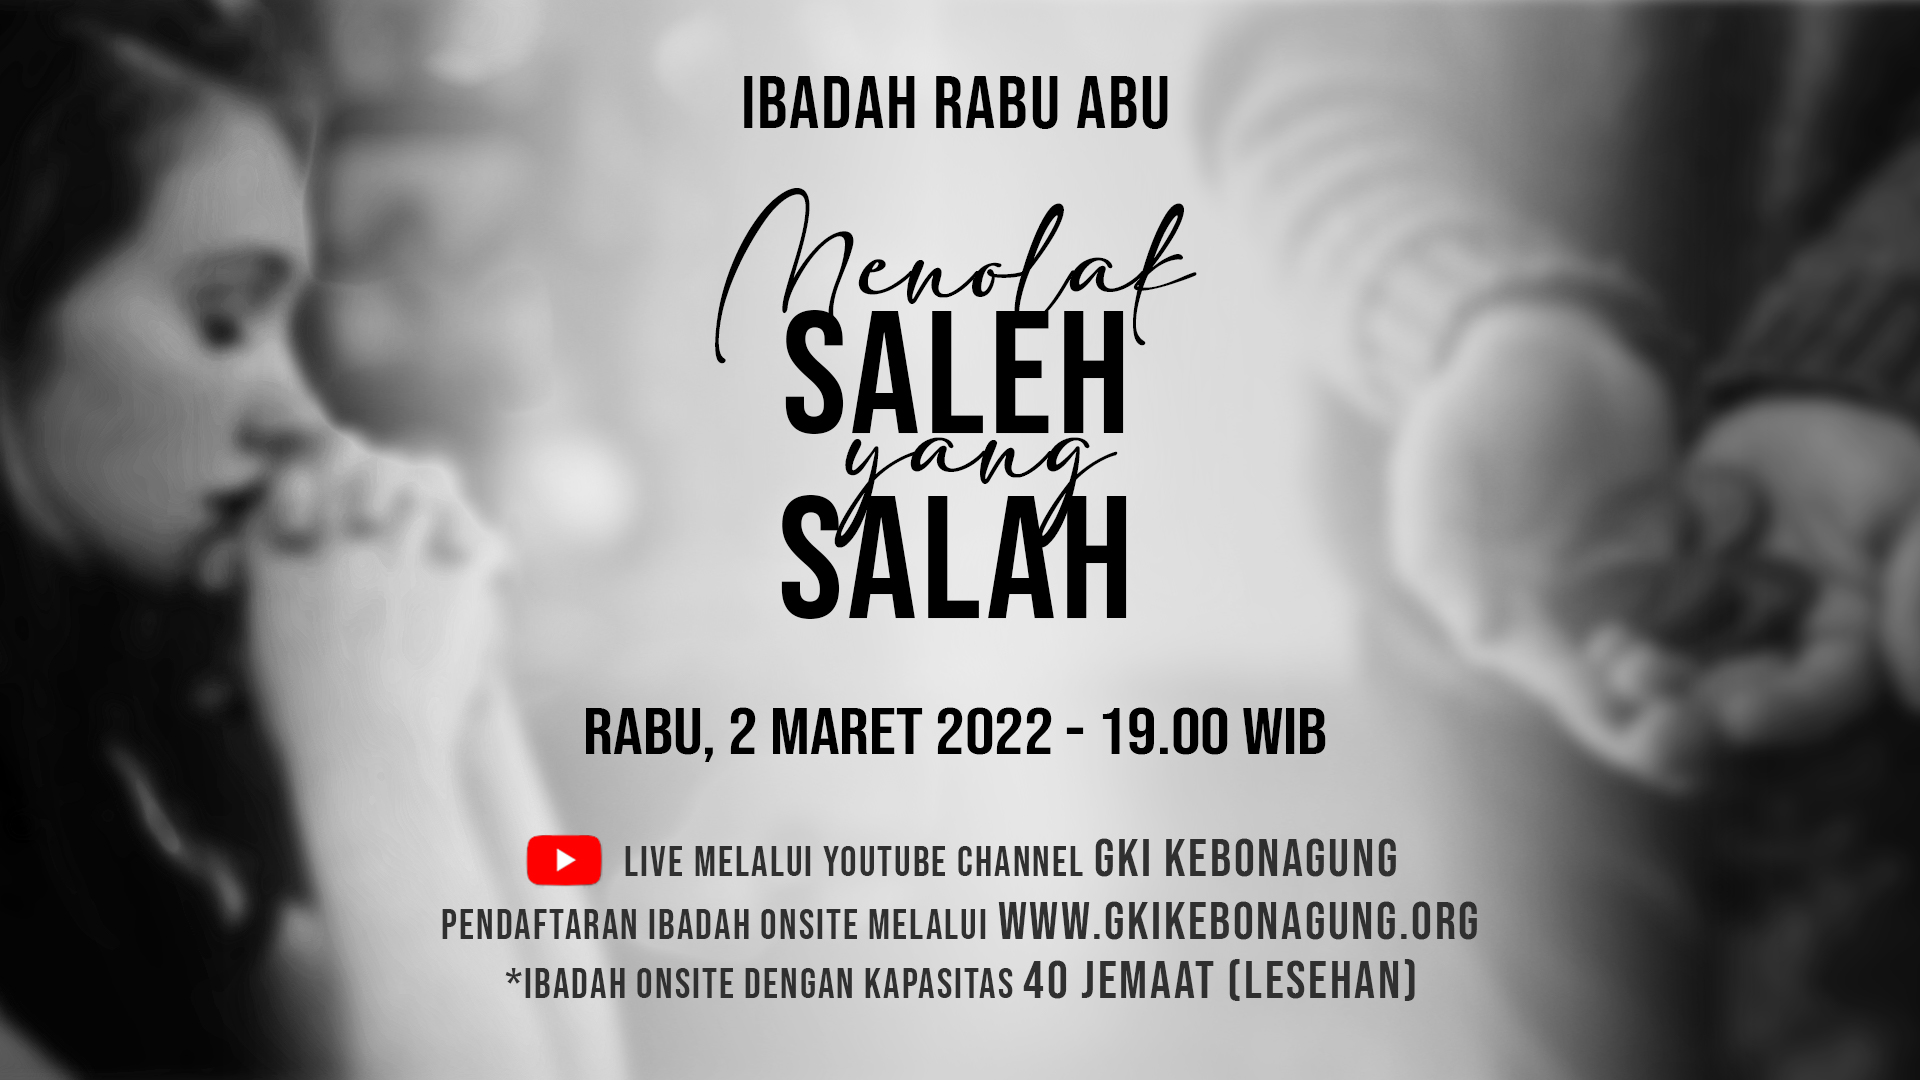 IBADAH RABU ABU
Menolak
SALEH
yang
SALAH
RABU, 2 MARET 2022 - 19.00 WIB
LIVE MELALUI YOUTUBE CHANNEL GKI KEBONAGUNG
PENDAFTARAN IBADAH ONSITE MELALUI WWW.GKIKEBONAGUNG.ORG
*IBADAH ONSITE DENGAN KAPASITAS 40 JEMAAT (LESEHAN)